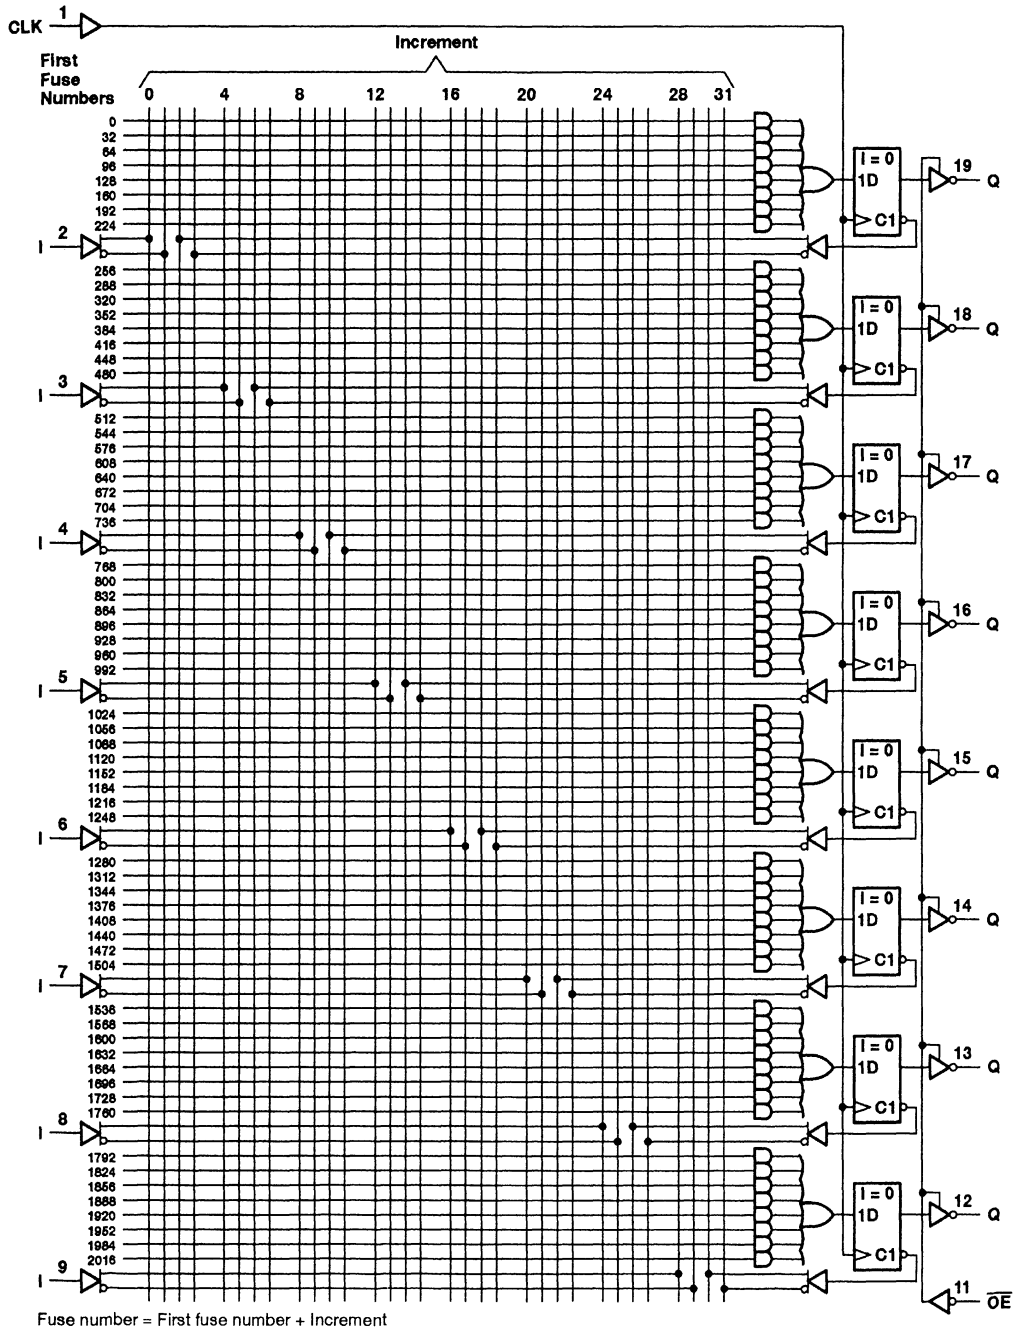 CLK 1
Increment
First
Fuse
Numbers
0 4 8 12 16 20 24 28 31
0
32
64
96
128
160
192
224
I = 0
1D
C1
19 Q
I 2
256
288
320
352
384
416
448
480
I = 0
1D
C1
18 Q
I 3
512
544
576
608
640
672
704
736
I = 0
1D
C1
17 Q
I 4
768
800
832
864
896
928
960
992
I = 0
1D
C1
16 Q
I 5
1024
1056
1088
1120
1152
1184
1216
1248
I = 0
1D
C1
15 Q
I 6
1280
1312
1344
1376
1408
1440
1472
1504
I = 0
1D
C1
14 Q
I 7
1536
1568
1600
1632
1664
1696
1728
1760
I = 0
1D
C1
13 Q
I 8
1792
1824
1856
1888
1920
1952
1984
2016
I = 0
1D
C1
12 Q
I 9
11 OE
Fuse number = First fuse number + Increment